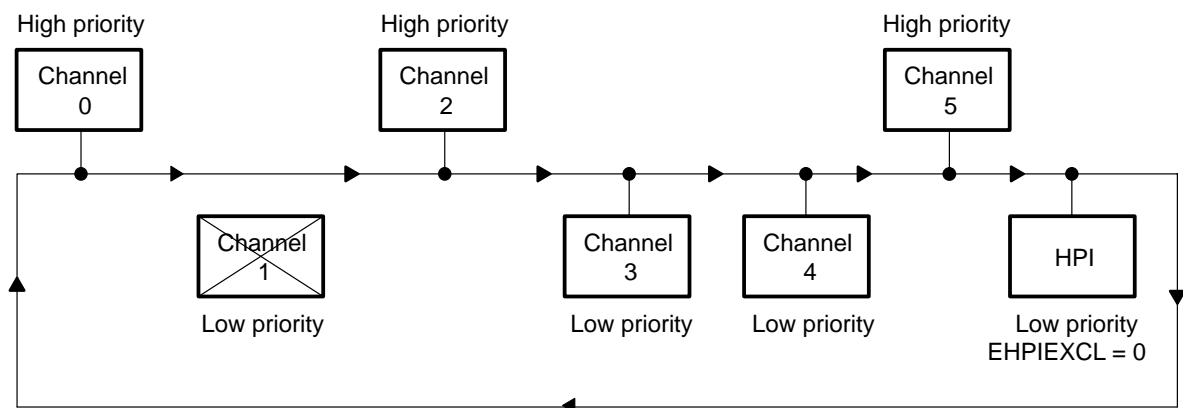 High priority
High priority
High priority
Channel
0
Channel
2
Channel
5
Channel
1
Channel
3
Channel
4
HPI
Low priority
Low priority
Low priority
Low priority
EHPIEXCL = 0